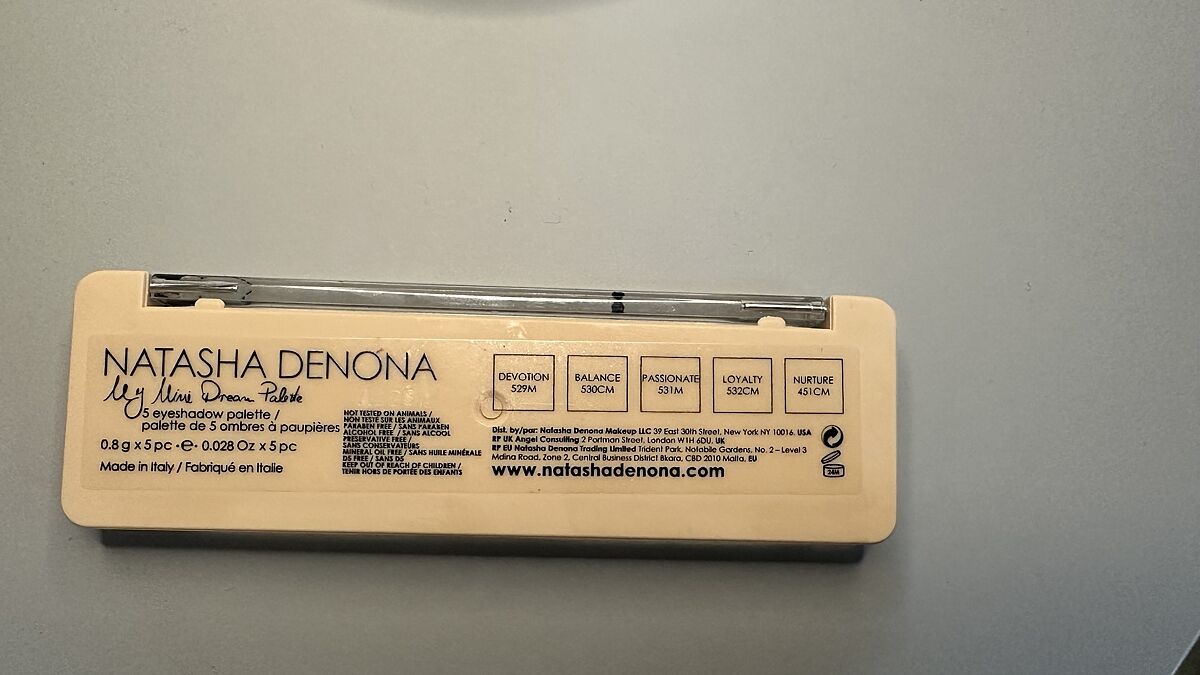 NATASHA DENONA
My Mini Dream Palette
5 eyeshadow palette /
palette de 5 ombres à paupières
0.8 g x 5 pc ·e· 0.028 Oz x 5 pc
Made in Italy / Fabriqué en Italie
NOT TESTED ON ANIMALS /
NON TESTÉ SUR LES ANIMAUX
PARABEN FREE / SANS PARABEN
ALCOHOL FREE / SANS ALCOOL
PRESERVATIVE FREE /
SANS CONSERVATEURS
MINERAL OIL FREE / SANS HUILE MINÉRALE
D5 FREE / SANS D5
KEEP OUT OF REACH OF CHILDREN /
TENIR HORS DE PORTÉE DES ENFANTS
DEVOTION
529M
BALANCE
530CM
PASSIONATE
531M
LOYALTY
532CM
NURTURE
451CM
Dist. by/par: Natasha Denona Makeup LLC 39 East 30th Street, New York NY 10016. USA
RP UK Angel Consulting 2 Portman Street, London W1H 6DU. UK
RP EU Natasha Denona Trading Limited Trident Park, Notabile Gardens, No. 2 – Level 3
Mdina Road, Zone 2, Central Business District Bkara, CBD 2010 Malta. EU
www.natashadenona.com
24M